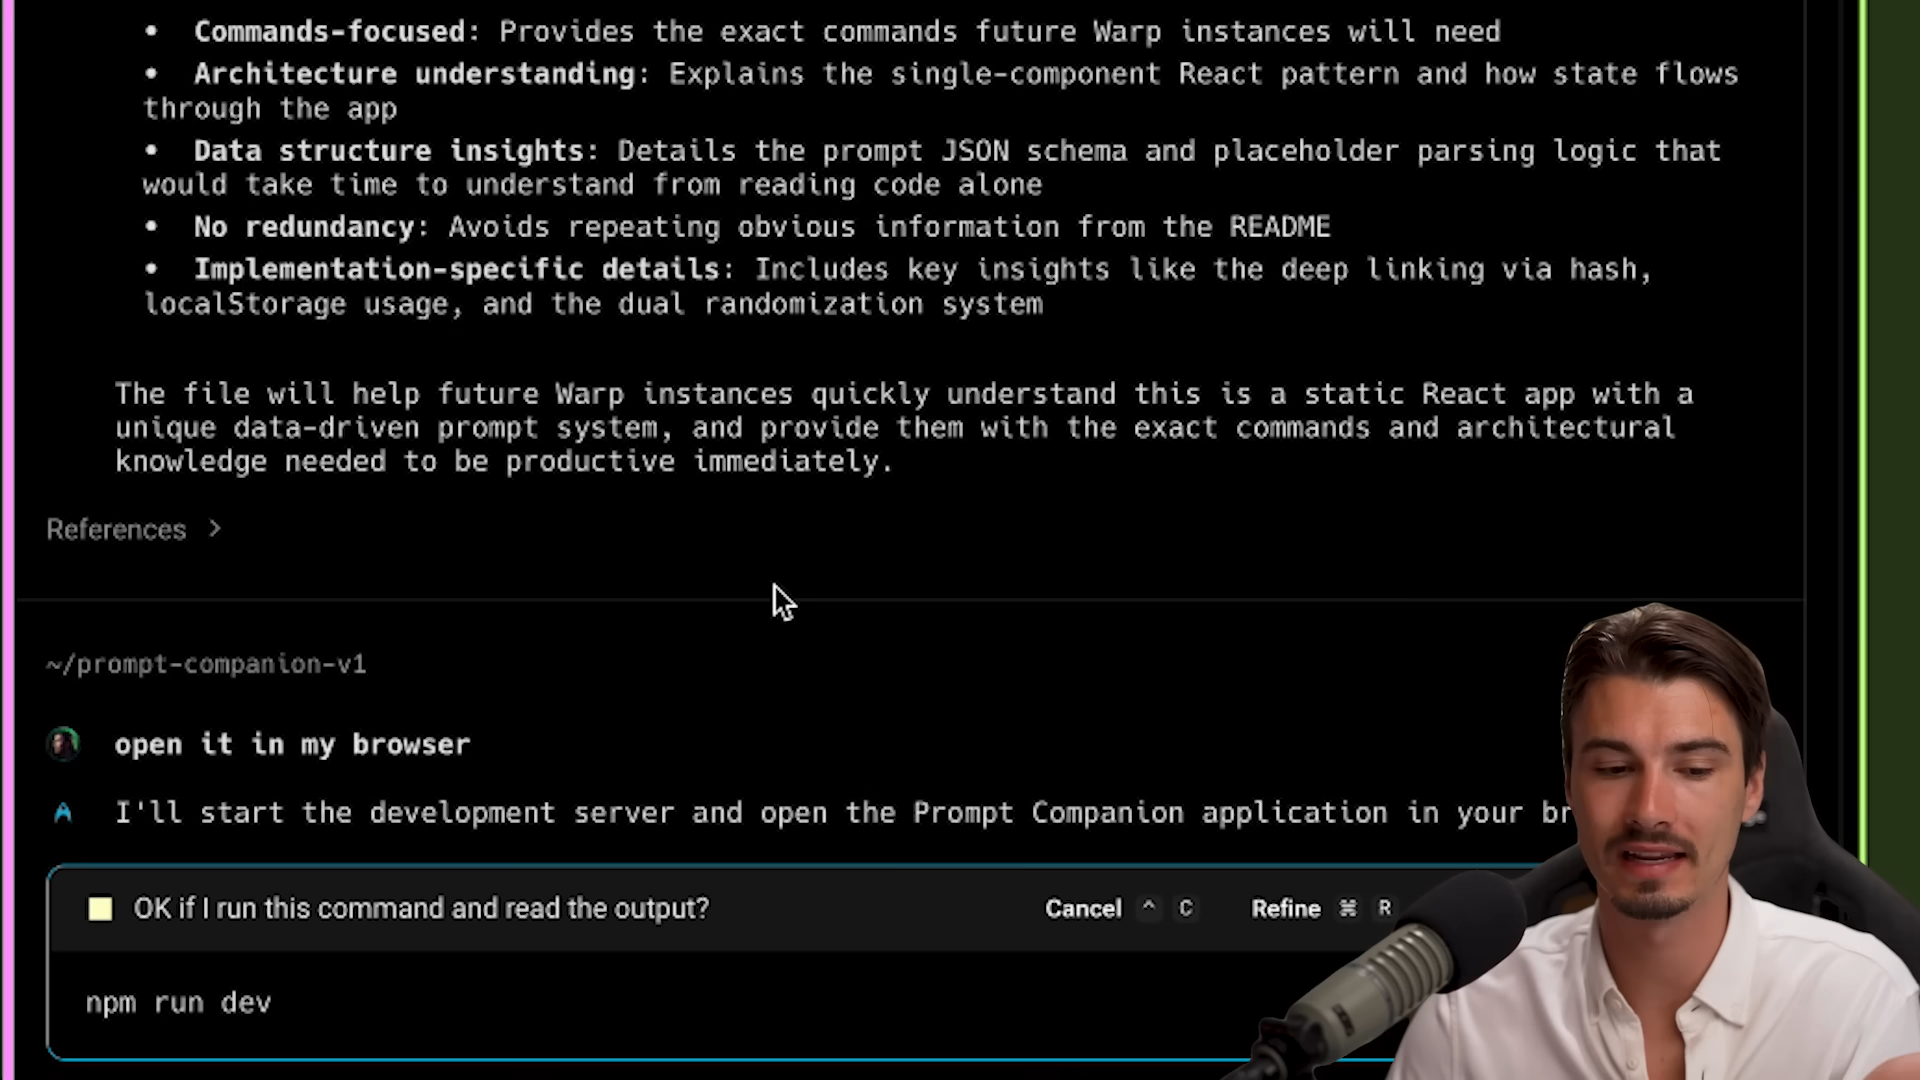 • Commands-focused: Provides the exact commands future Warp instances will need
• Architecture understanding: Explains the single-component React pattern and how state flows
through the app
• Data structure insights: Details the prompt JSON schema and placeholder parsing logic that
would take time to understand from reading code alone
• No redundancy: Avoids repeating obvious information from the README
• Implementation-specific details: Includes key insights like the deep linking via hash,
localStorage usage, and the dual randomization system
The file will help future Warp instances quickly understand this is a static React app with a
unique data-driven prompt system, and provide them with the exact commands and architectural
knowledge needed to be productive immediately.
References >
~/prompt-companion-v1
open it in my browser
I'll start the development server and open the Prompt Companion application in your br
OK if I run this command and read the output? Cancel ^ C Refine ⌘ R
npm run dev